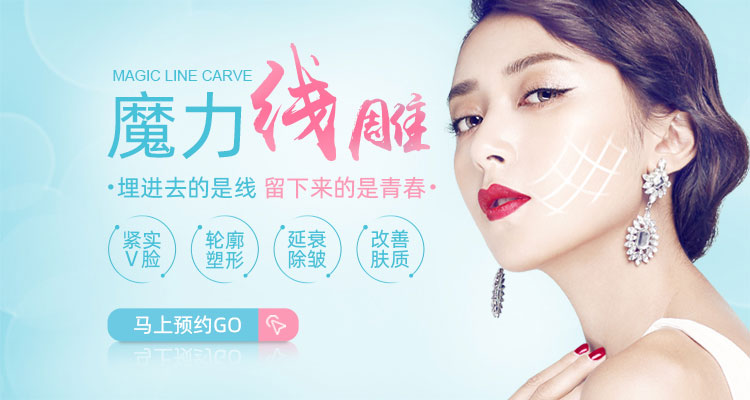 MAGIC LINE CARVE
魔力线雕
·埋进去的是线 留下来的是青春·
紧实
V脸
轮廓
塑形
延衰
除皱
改善
肤质
马上预约GO